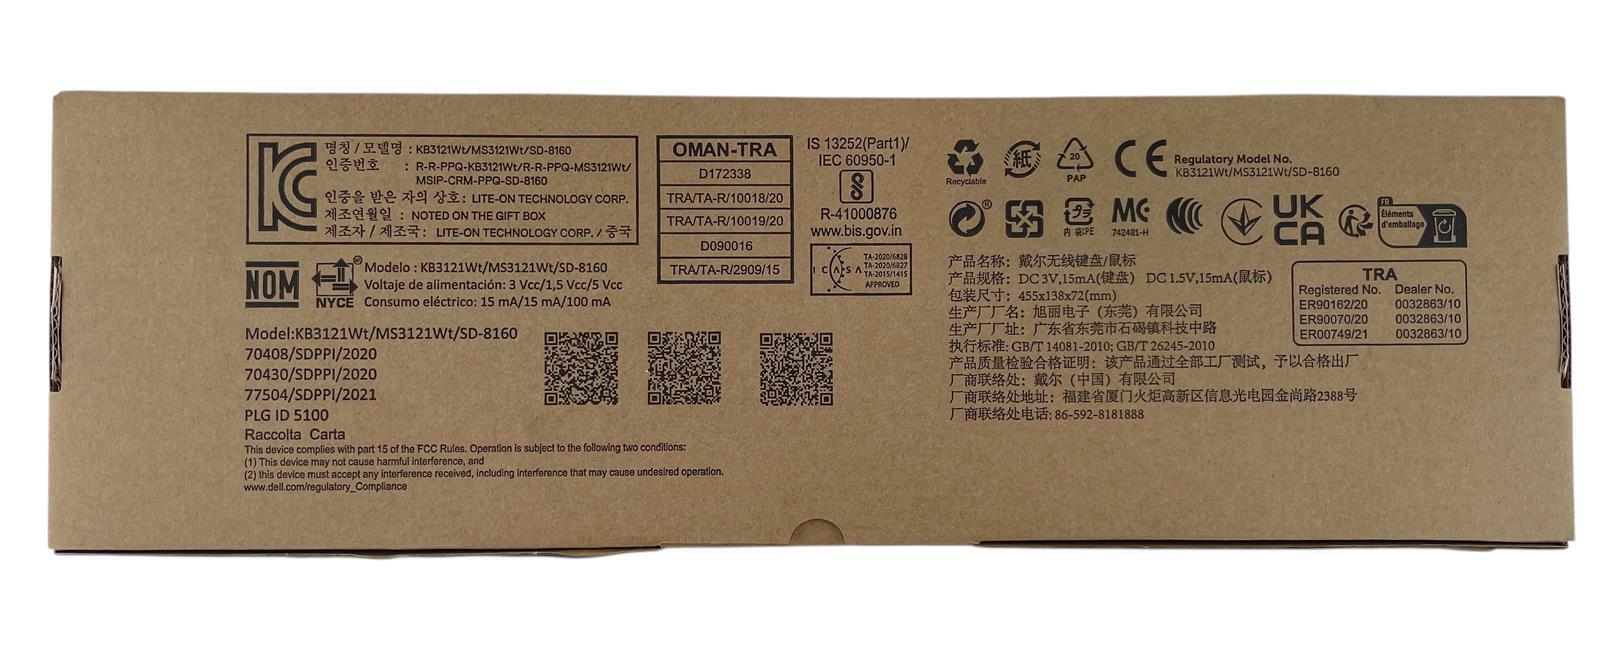 명칭 / 모델명 : KB3121Wt/MS3121Wt/SD-8160
인증번호 : R-R-PPQ-KB3121Wt/R-R-PPQ-MS3121Wt/
MSIP-CRM-PPQ-SD-8160
인증을 받은 자의 상호: LITE-ON TECHNOLOGY CORP.
제조연월일 : NOTED ON THE GIFT BOX
제조자 / 제조국: LITE-ON TECHNOLOGY CORP. / 중국
NOM
NYCE
Modelo : KB3121Wt/MS3121Wt/SD-8160
Voltaje de alimentación: 3 Vcc/1,5 Vcc/5 Vcc
Consumo eléctrico: 15 mA/15 mA/100 mA
Model:KB3121Wt/MS3121Wt/SD-8160
70408/SDPPI/2020
70430/SDPPI/2020
77504/SDPPI/2021
PLG ID 5100
Raccolta Carta
This device complies with part 15 of the FCC Rules. Operation is subject to the following two conditions:
(1) This device may not cause harmful interference, and
(2) this device must accept any interference received, including interference that may cause undesired operation.
www.dell.com/regulatory_Compliance
OMAN-TRA
D172338
TRA/TA-R/10018/20
TRA/TA-R/10019/20
D090016
TRA/TA-R/2909/15
IS 13252(Part1)/
IEC 60950-1
R-41000876
www.bis.gov.in
ICASA
TA-2020/6828
TA-2020/6827
TA-2015/1415
APPROVED
Recyclable
紙
20
PAP
CE
Regulatory Model No.
KB3121Wt/MS3121Wt/SD-8160
®
プラ
内 袋:PE
MC
742481-H
UK
CA
FR
Éléments
d'emballage
产品名称: 戴尔无线键盘/鼠标
产品规格: DC 3V,15mA(键盘) DC 1.5V,15mA(鼠标)
包装尺寸: 455x138x72(mm)
生产厂厂名: 旭丽电子（东莞）有限公司
生产厂厂址: 广东省东莞市石碣镇科技中路
执行标准: GB/T 14081-2010; GB/T 26245-2010
产品质量检验合格证明: 该产品通过全部工厂测试，予以合格出厂
厂商联络处: 戴尔（中国）有限公司
厂商联络处地址: 福建省厦门火炬高新区信息光电园金尚路2388号
厂商联络处电话: 86-592-8181888
TRA
Registered No. Dealer No.
ER90162/20 0032863/10
ER90070/20 0032863/10
ER00749/21 0032863/10